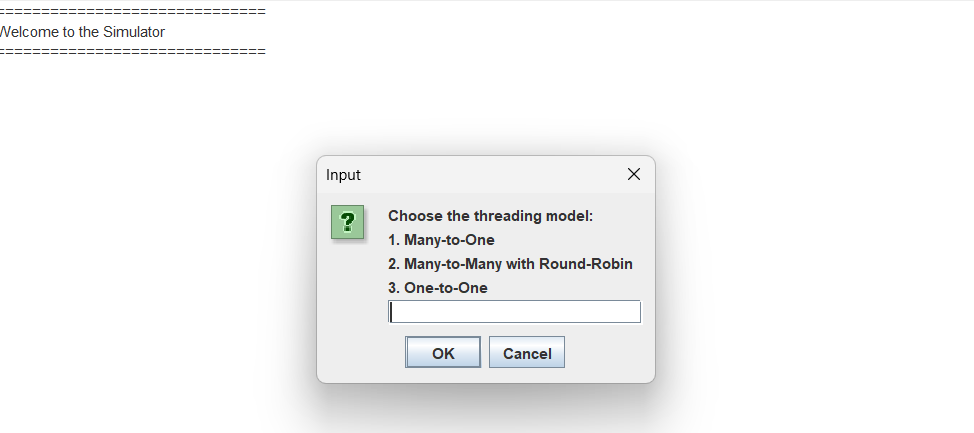 ==============================
Welcome to the Simulator
==============================
Input
?
Choose the threading model:
1. Many-to-One
2. Many-to-Many with Round-Robin
3. One-to-One
OK
Cancel